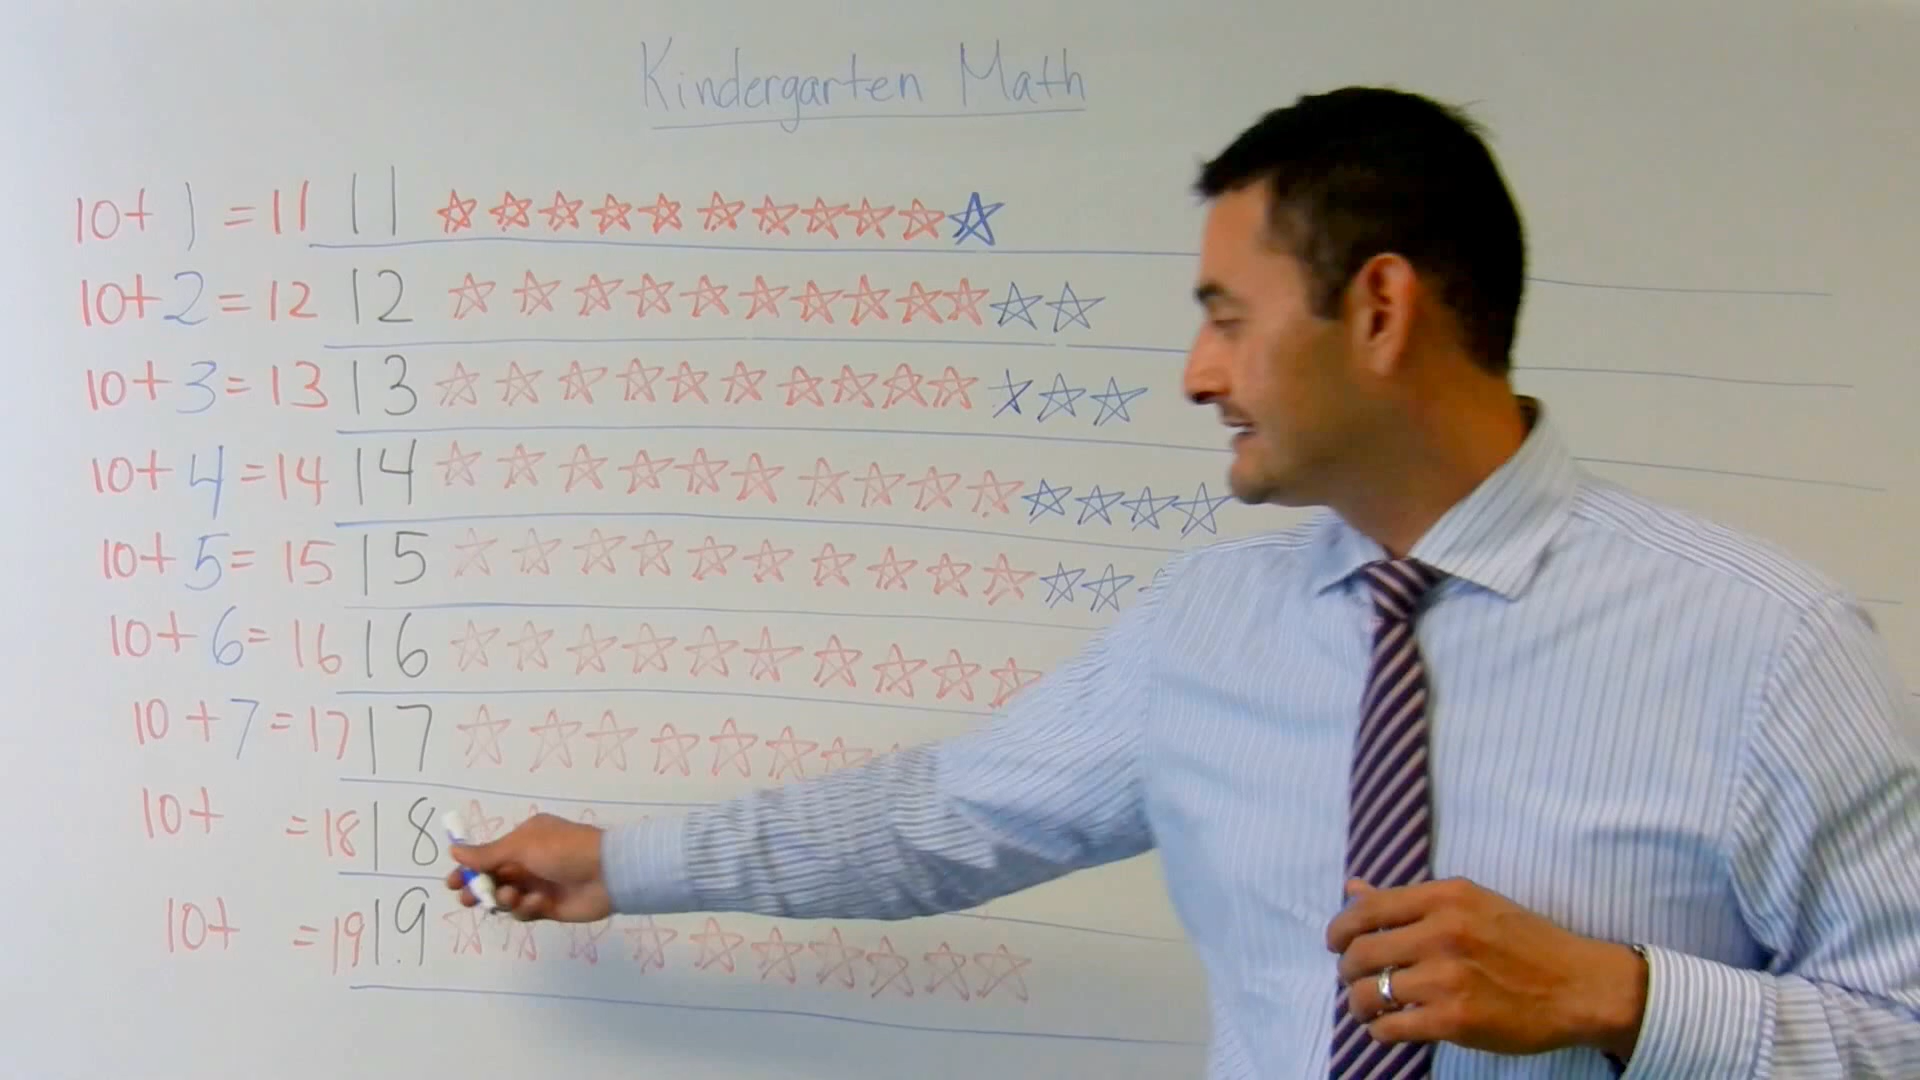 Kindergarten Math
10+1=11 11
10+2=12 12
10+3=13 13
10+4=14 14
10+5=15 15
10+6=16 16
10+7=17 17
10+ =18 18
10+ =19 19